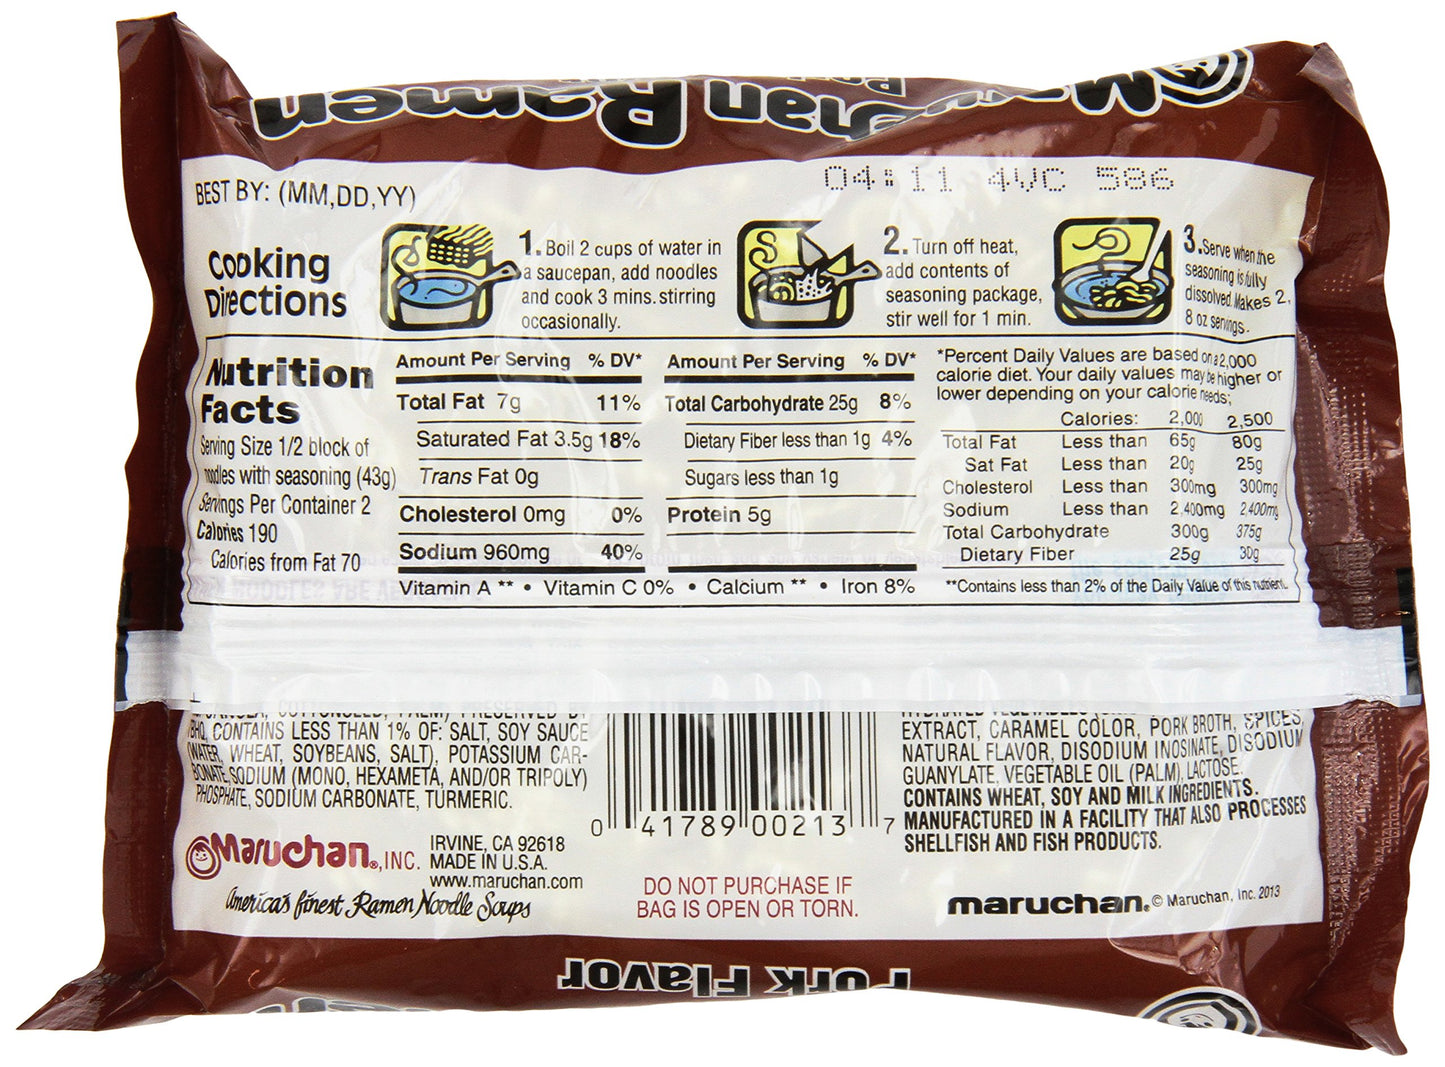 Maruchan Ramen
BEST BY: (MM,DD,YY)
04:11 4VC 586
Cooking
Directions
1. Boil 2 cups of water in
a saucepan, add noodles
and cook 3 mins. stirring
occasionally.
2. Turn off heat,
add contents of
seasoning package,
stir well for 1 min.
3. Serve when the
seasoning is fully
dissolved. Makes 2,
8 oz servings.
Nutrition
Facts
Serving Size 1/2 block of
noodles with seasoning (43g)
Servings Per Container 2
Calories 190
Calories from Fat 70
Amount Per Serving % DV*
Total Fat 7g 11%
Saturated Fat 3.5g 18%
Trans Fat 0g
Cholesterol 0mg 0%
Sodium 960mg 40%
Amount Per Serving % DV*
Total Carbohydrate 25g 8%
Dietary Fiber less than 1g 4%
Sugars less than 1g
Protein 5g
Vitamin A ** • Vitamin C 0% • Calcium ** • Iron 8%
*Percent Daily Values are based on a 2,000
calorie diet. Your daily values may be higher or
lower depending on your calorie needs;
Calories: 2,000 2,500
Total Fat Less than 65g 80g
Sat Fat Less than 20g 25g
Cholesterol Less than 300mg 300mg
Sodium Less than 2,400mg 2,400mg
Total Carbohydrate 300g 375g
Dietary Fiber 25g 30g
**Contains less than 2% of the Daily Value of this nutrient.
CANOLA, COTTONSEED, PALM) PRESERVED BY
TBHQ, CONTAINS LESS THAN 1% OF: SALT, SOY SAUCE
(WATER, WHEAT, SOYBEANS, SALT), POTASSIUM CAR-
BONATE, SODIUM (MONO, HEXAMETA, AND/OR TRIPOLY)
PHOSPHATE, SODIUM CARBONATE, TURMERIC.
Maruchan®, INC.
IRVINE, CA 92618
MADE IN U.S.A.
www.maruchan.com
America's finest Ramen Noodle Soups
0 41789 00213 7
DO NOT PURCHASE IF
BAG IS OPEN OR TORN.
EXTRACT, CARAMEL COLOR, PORK BROTH, SPICES,
NATURAL FLAVOR, DISODIUM INOSINATE, DISODIUM
GUANYLATE, VEGETABLE OIL (PALM), LACTOSE.
CONTAINS WHEAT, SOY AND MILK INGREDIENTS.
MANUFACTURED IN A FACILITY THAT ALSO PROCESSES
SHELLFISH AND FISH PRODUCTS.
maruchan® © Maruchan, Inc. 2013
Pork Flavor